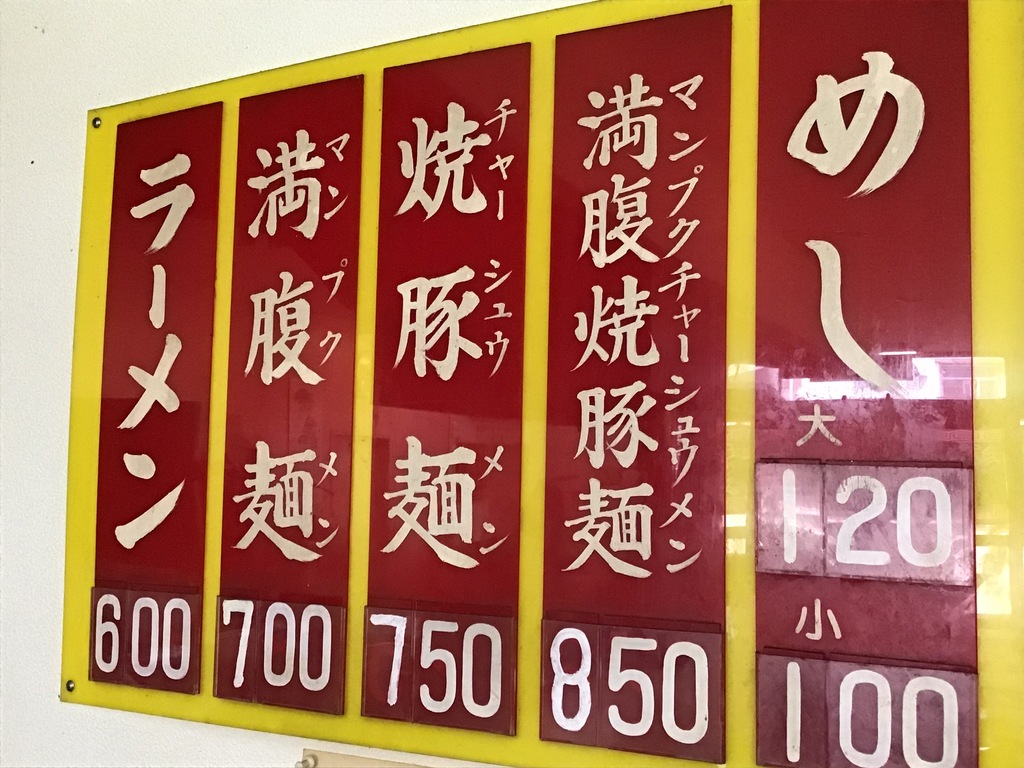 ラーメン
600
満腹麺
マンプクメン
700
焼豚麺
チャーシュウメン
750
満腹焼豚麺
マンプクチャーシュウメン
850
めし
大
120
小
100